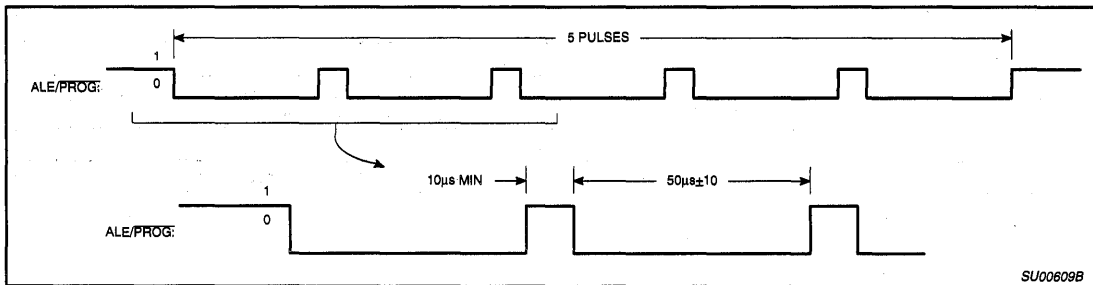 5 PULSES
1
0
ALE/PROG:
10µs MIN
50µs±10
1
0
ALE/PROG:
SU00609B